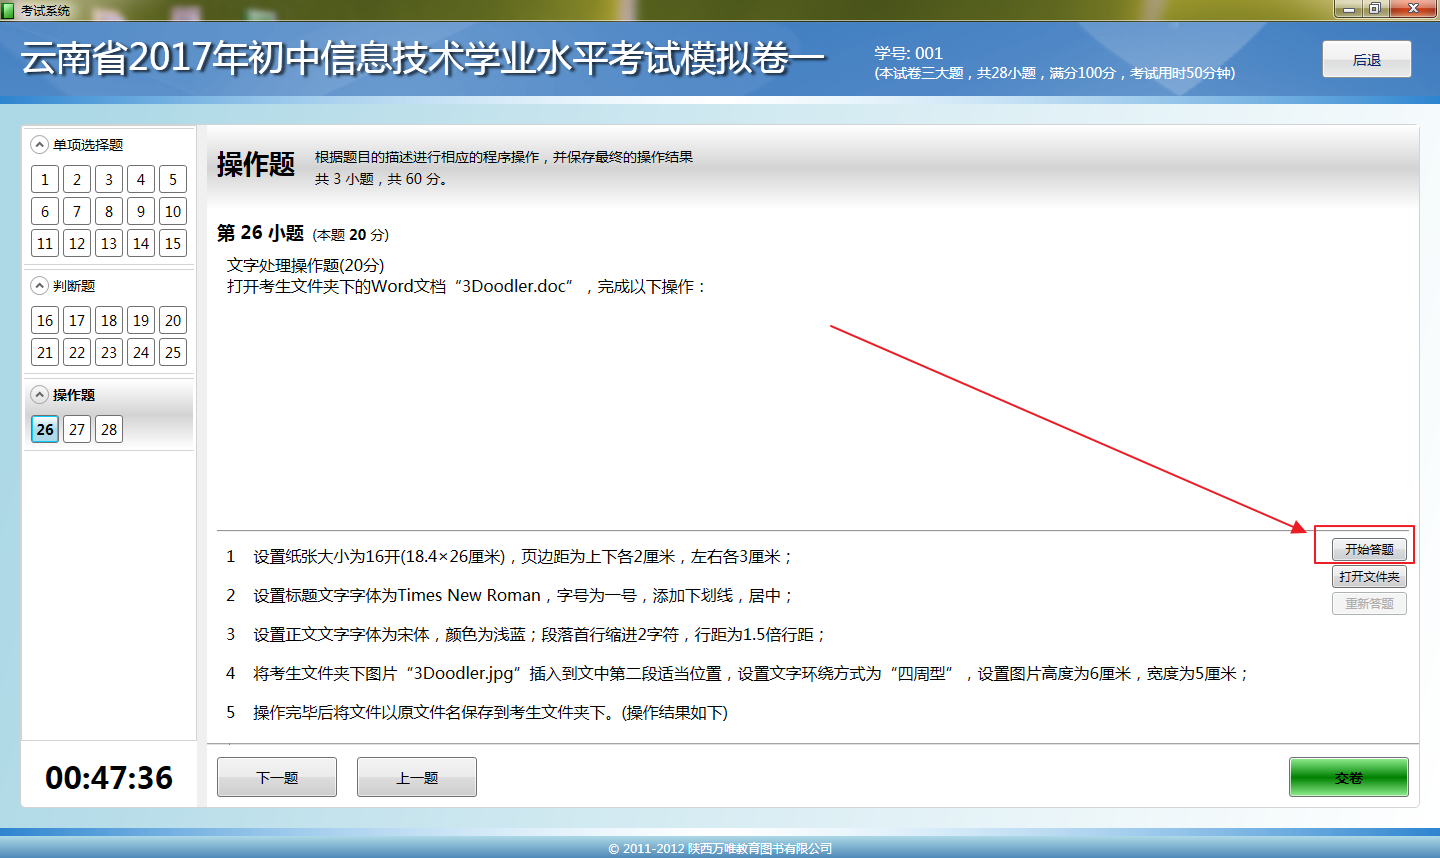 考试系统
云南省2017年初中信息技术学业水平考试模拟卷一
学号: 001
(本试卷三大题，共28小题，满分100分，考试用时50分钟)
后退
单项选择题
1 2 3 4 5
6 7 8 9 10
11 12 13 14 15
判断题
16 17 18 19 20
21 22 23 24 25
操作题
26 27 28
00:47:36
操作题
根据题目的描述进行相应的程序操作，并保存最终的操作结果
共 3 小题，共 60 分。
第 26 小题 (本题 20 分)
文字处理操作题(20分)
打开考生文件夹下的Word文档“3Doodler.doc”，完成以下操作：
1 设置纸张大小为16开(18.4×26厘米)，页边距为上下各2厘米，左右各3厘米；
2 设置标题文字字体为Times New Roman，字号为一号，添加下划线，居中；
3 设置正文文字字体为宋体，颜色为浅蓝；段落首行缩进2字符，行距为1.5倍行距；
4 将考生文件夹下图片“3Doodler.jpg”插入到文中第二段适当位置，设置文字环绕方式为“四周型”，设置图片高度为6厘米，宽度为5厘米；
5 操作完毕后将文件以原文件名保存到考生文件夹下。(操作结果如下)
开始答题
打开文件夹
重新答题
下一题
上一题
交卷
© 2011-2012 陕西万唯教育图书有限公司